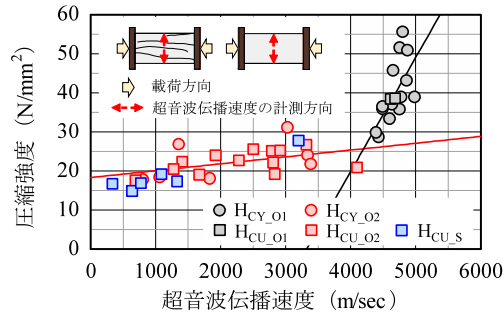 60
50
40
30
20
10
0
圧縮強度 (N/mm²)
載荷方向
超音波伝播速度の計測方向
H_CY_O1 H_CY_O2
H_CU_O1 H_CU_O2 H_CU_S
0 1000 2000 3000 4000 5000 6000
超音波伝播速度 (m/sec)